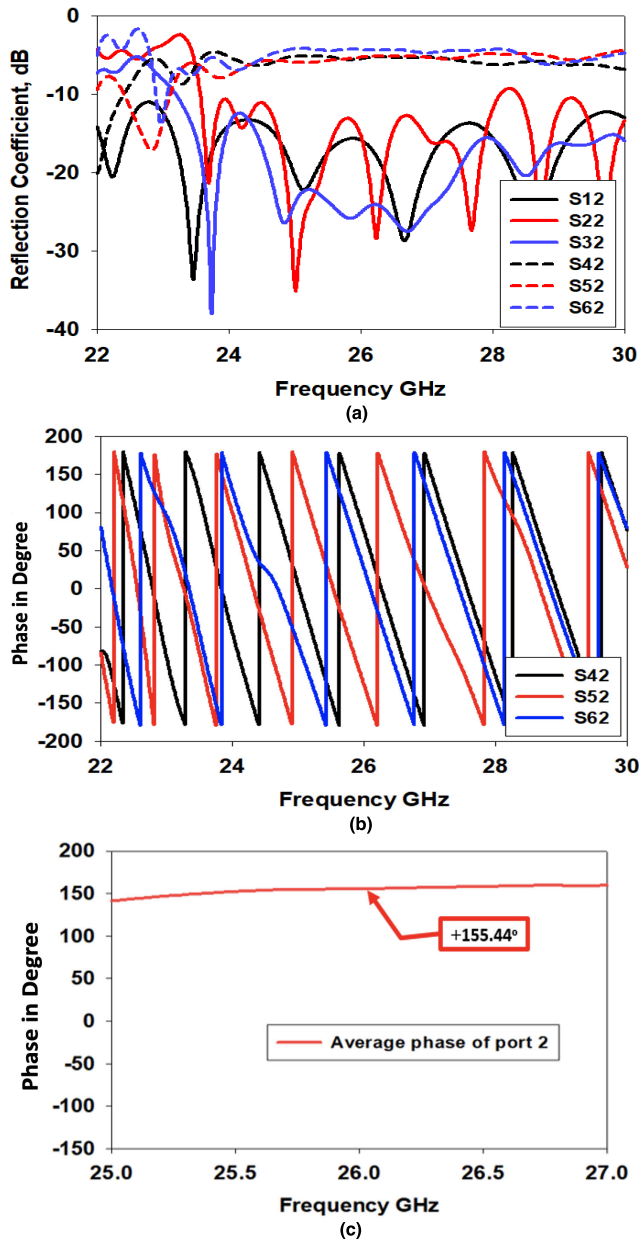 Reflection Coefficient, dB
0
-10
-20
-30
-40
S12
S22
S32
S42
S52
S62
22 24 26 28 30
Frequency GHz
(a)
Phase in Degree
200
150
100
50
0
-50
-100
-150
-200
S42
S52
S62
22 24 26 28 30
Frequency GHz
(b)
Phase in Degree
200
150
100
50
0
-50
-100
-150
+155.44º
Average phase of port 2
25.0 25.5 26.0 26.5 27.0
Frequency GHz
(c)